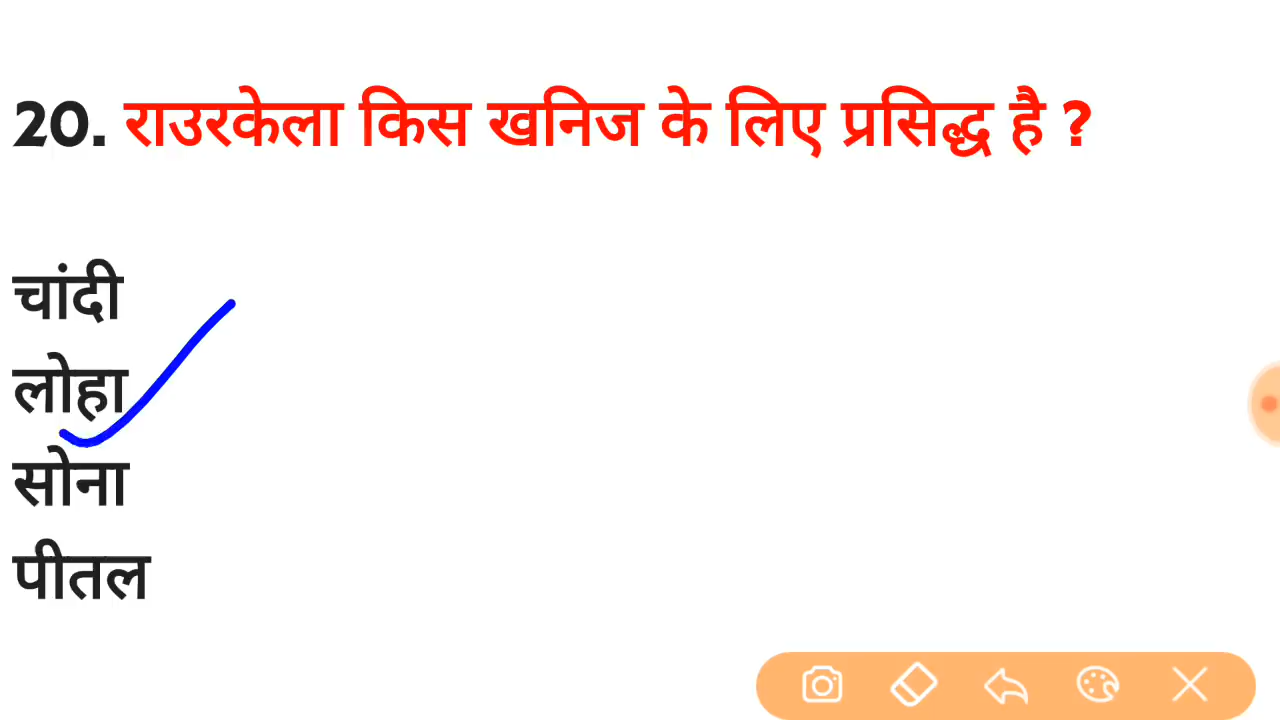 20. राउरकेला किस खनिज के लिए प्रसिद्ध है ?
चांदी
लोहा
सोना
पीतल